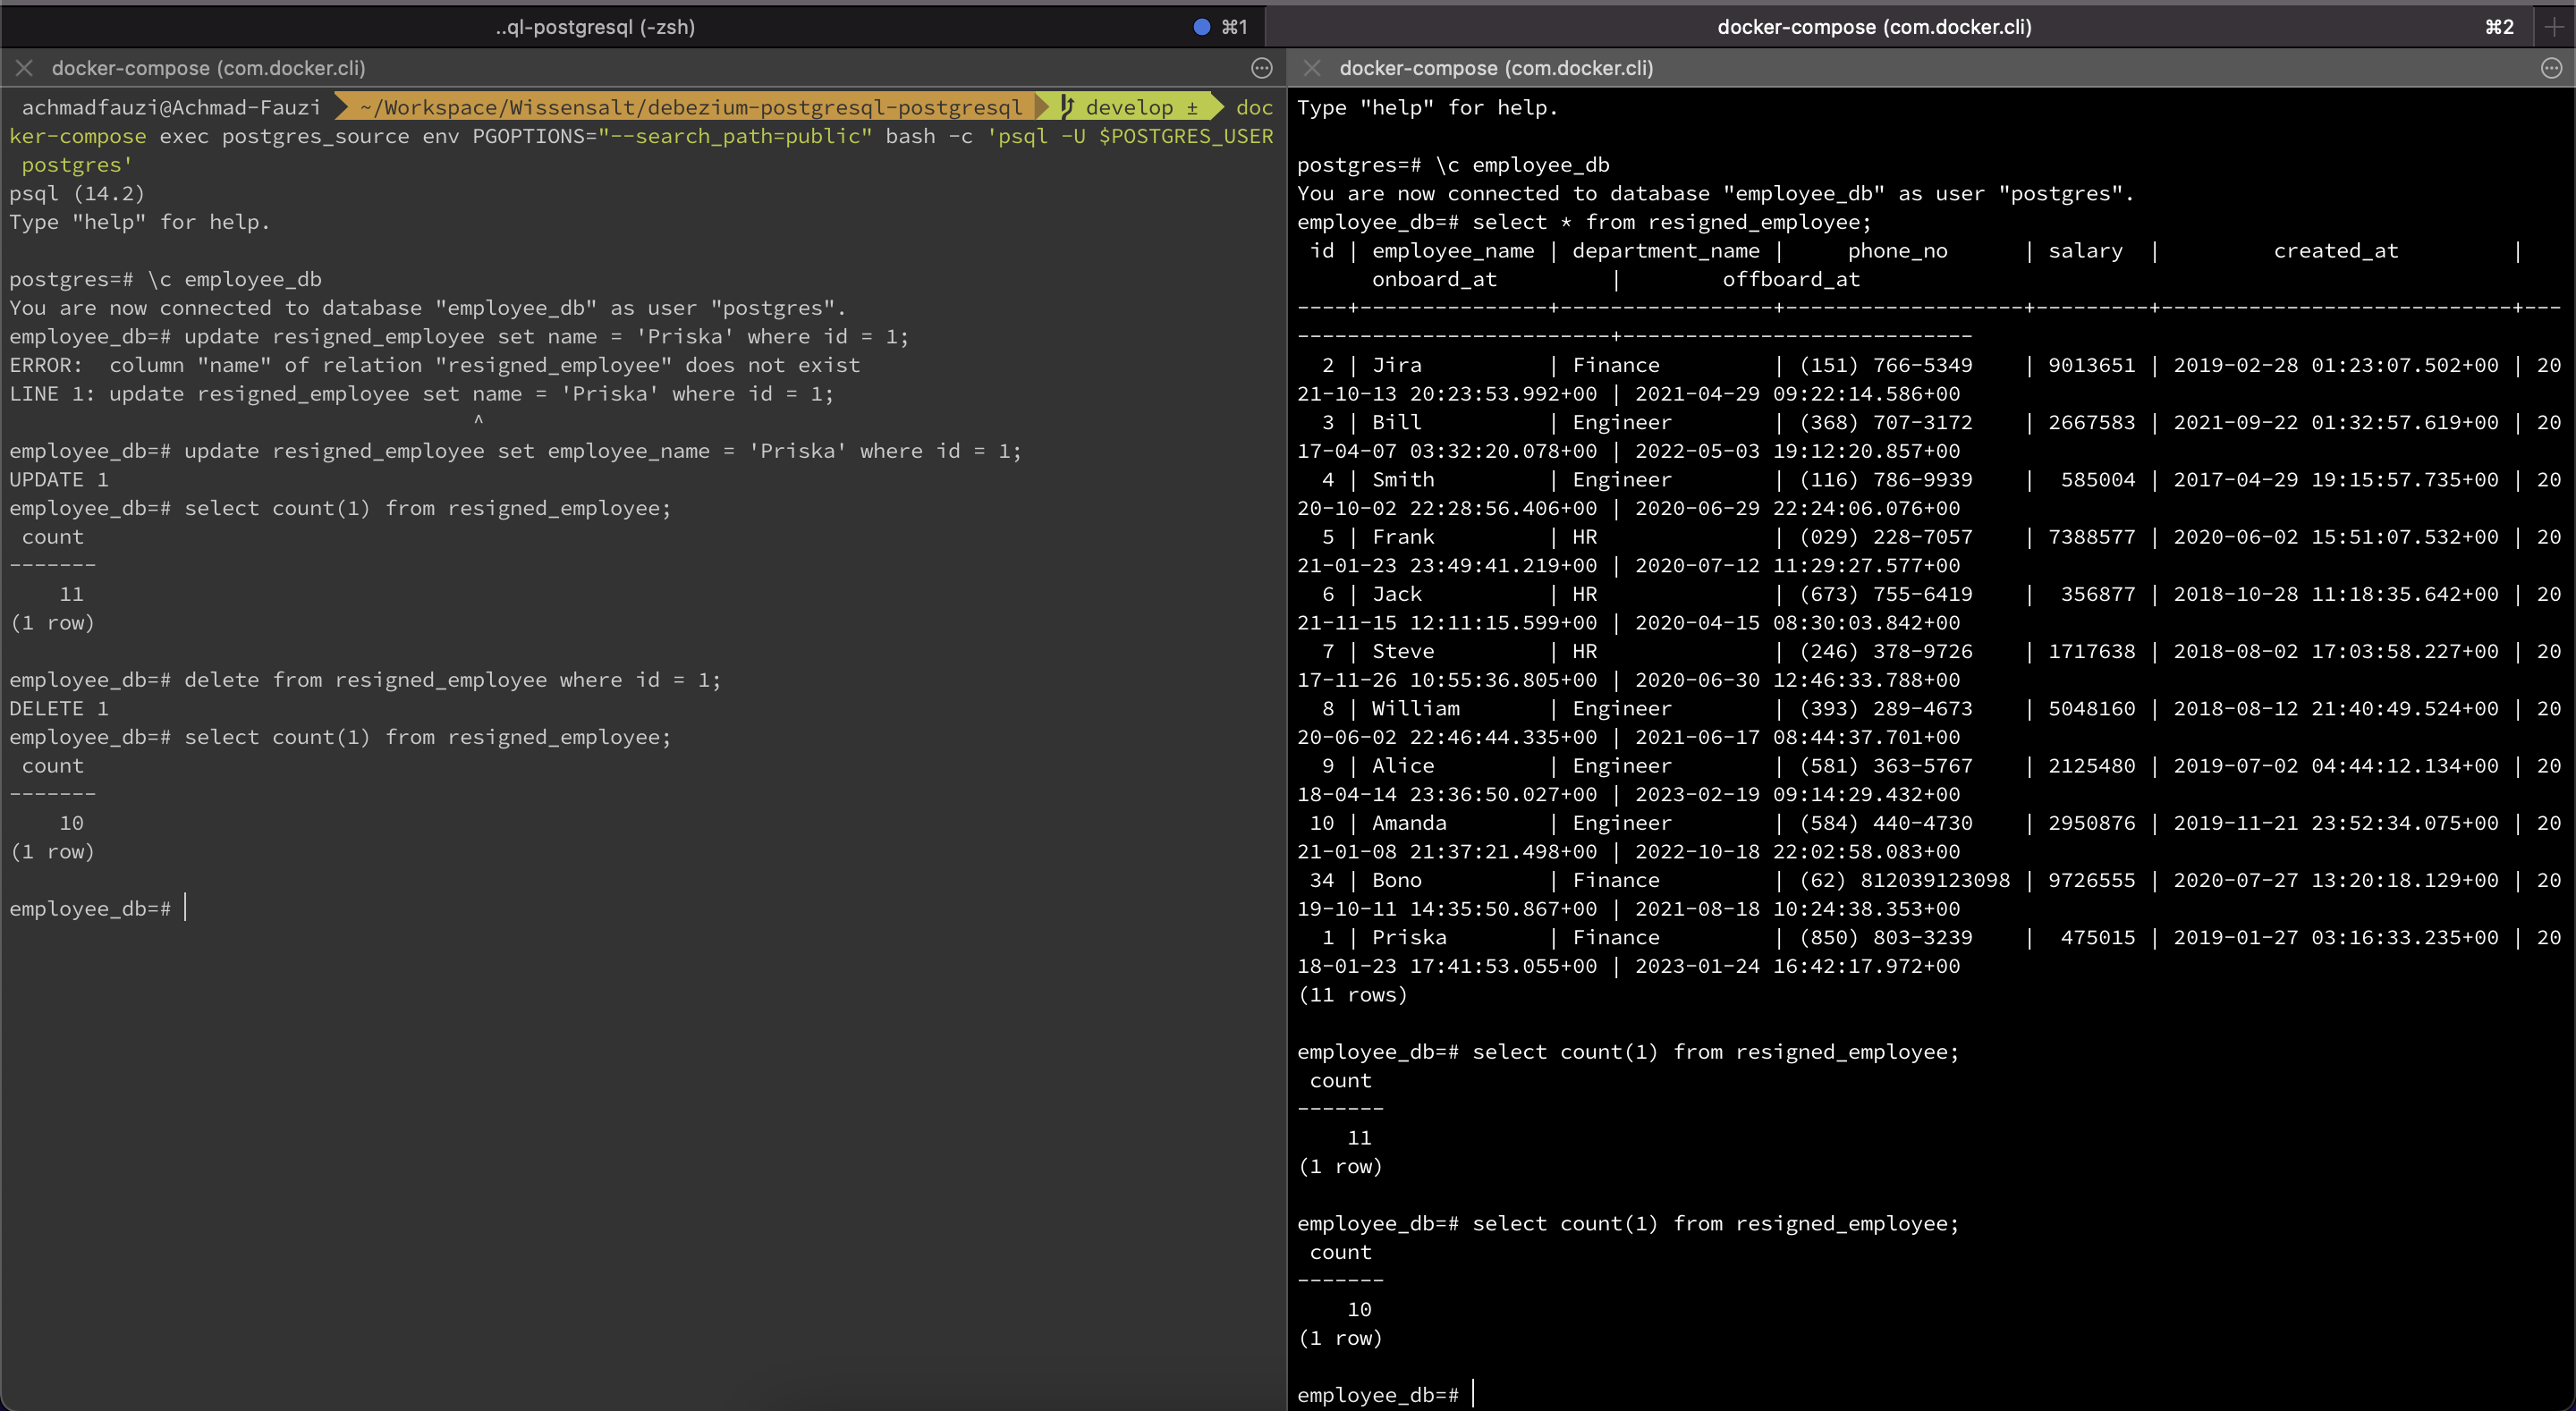 ..ql-postgresql (-zsh) ⌘1
docker-compose (com.docker.cli) ⌘2
docker-compose (com.docker.cli)
achmadfauzi@Achmad-Fauzi ~/Workspace/Wissensalt/debezium-postgresql-postgresql develop ± doc
ker-compose exec postgres_source env PGOPTIONS="--search_path=public" bash -c 'psql -U $POSTGRES_USER
postgres'
psql (14.2)
Type "help" for help.
postgres=# \c employee_db
You are now connected to database "employee_db" as user "postgres".
employee_db=# update resigned_employee set name = 'Priska' where id = 1;
ERROR:  column "name" of relation "resigned_employee" does not exist
LINE 1: update resigned_employee set name = 'Priska' where id = 1;
^
employee_db=# update resigned_employee set employee_name = 'Priska' where id = 1;
UPDATE 1
employee_db=# select count(1) from resigned_employee;
count
-------
11
(1 row)
employee_db=# delete from resigned_employee where id = 1;
DELETE 1
employee_db=# select count(1) from resigned_employee;
count
-------
10
(1 row)
employee_db=#
docker-compose (com.docker.cli)
Type "help" for help.
postgres=# \c employee_db
You are now connected to database "employee_db" as user "postgres".
employee_db=# select * from resigned_employee;
id | employee_name | department_name |     phone_no      | salary  |         created_at         |
onboard_at         |        offboard_at
----+---------------+-----------------+-------------------+---------+----------------------------+---
-------------------------+----------------------------
2 | Jira          | Finance         | (151) 766-5349    | 9013651 | 2019-02-28 01:23:07.502+00 | 20
21-10-13 20:23:53.992+00 | 2021-04-29 09:22:14.586+00
3 | Bill          | Engineer        | (368) 707-3172    | 2667583 | 2021-09-22 01:32:57.619+00 | 20
17-04-07 03:32:20.078+00 | 2022-05-03 19:12:20.857+00
4 | Smith         | Engineer        | (116) 786-9939    |  585004 | 2017-04-29 19:15:57.735+00 | 20
20-10-02 22:28:56.406+00 | 2020-06-29 22:24:06.076+00
5 | Frank         | HR              | (029) 228-7057    | 7388577 | 2020-06-02 15:51:07.532+00 | 20
21-01-23 23:49:41.219+00 | 2020-07-12 11:29:27.577+00
6 | Jack          | HR              | (673) 755-6419    |  356877 | 2018-10-28 11:18:35.642+00 | 20
21-11-15 12:11:15.599+00 | 2020-04-15 08:30:03.842+00
7 | Steve         | HR              | (246) 378-9726    | 1717638 | 2018-08-02 17:03:58.227+00 | 20
17-11-26 10:55:36.805+00 | 2020-06-30 12:46:33.788+00
8 | William       | Engineer        | (393) 289-4673    | 5048160 | 2018-08-12 21:40:49.524+00 | 20
20-06-02 22:46:44.335+00 | 2021-06-17 08:44:37.701+00
9 | Alice         | Engineer        | (581) 363-5767    | 2125480 | 2019-07-02 04:44:12.134+00 | 20
18-04-14 23:36:50.027+00 | 2023-02-19 09:14:29.432+00
10 | Amanda        | Engineer        | (584) 440-4730    | 2950876 | 2019-11-21 23:52:34.075+00 | 20
21-01-08 21:37:21.498+00 | 2022-10-18 22:02:58.083+00
34 | Bono          | Finance         | (62) 812039123098 | 9726555 | 2020-07-27 13:20:18.129+00 | 20
19-10-11 14:35:50.867+00 | 2021-08-18 10:24:38.353+00
1 | Priska        | Finance         | (850) 803-3239    |  475015 | 2019-01-27 03:16:33.235+00 | 20
18-01-23 17:41:53.055+00 | 2023-01-24 16:42:17.972+00
(11 rows)
employee_db=# select count(1) from resigned_employee;
count
-------
11
(1 row)
employee_db=# select count(1) from resigned_employee;
count
-------
10
(1 row)
employee_db=#